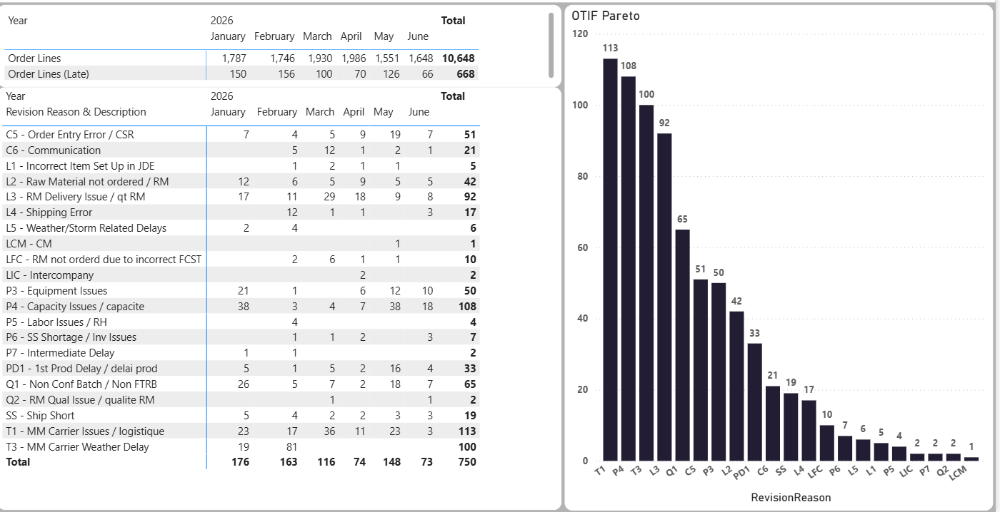 Year 2026 Total
January February March April May June
Order Lines 1,787 1,746 1,930 1,986 1,551 1,648 10,648
Order Lines (Late) 150 156 100 70 126 66 668
Year 2026 Total
Revision Reason & Description January February March April May June
C5 - Order Entry Error / CSR 7 4 5 9 19 7 51
C6 - Communication 5 12 1 2 1 21
L1 - Incorrect Item Set Up in JDE 1 2 1 1 5
L2 - Raw Material not ordered / RM 12 6 5 9 5 5 42
L3 - RM Delivery Issue / qt RM 17 11 29 18 9 8 92
L4 - Shipping Error 12 1 1 3 17
L5 - Weather/Storm Related Delays 2 4 6
LCM - CM 1 1
LFC - RM not orderd due to incorrect FCST 2 6 1 1 10
LIC - Intercompany 2 2
P3 - Equipment Issues 21 1 6 12 10 50
P4 - Capacity Issues / capacite 38 3 4 7 38 18 108
P5 - Labor Issues / RH 4 4
P6 - SS Shortage / Inv Issues 1 1 2 3 7
P7 - Intermediate Delay 1 1 2
PD1 - 1st Prod Delay / delai prod 5 1 5 2 16 4 33
Q1 - Non Conf Batch / Non FTRB 26 5 7 2 18 7 65
Q2 - RM Qual Issue / qualite RM 1 1 2
SS - Ship Short 5 4 2 2 3 3 19
T1 - MM Carrier Issues / logistique 23 17 36 11 23 3 113
T3 - MM Carrier Weather Delay 19 81 100
Total 176 163 116 74 148 73 750
OTIF Pareto
120
100
80
60
40
20
0
113 108 100 92 65 51 50 42 33 21 19 17 10 7 6 5 4 2 2 2 1
T1 P4 T3 L3 Q1 C5 P3 L2 PD1 C6 SS L4 LFC P6 L5 L1 P5 LIC P7 Q2 LCM
RevisionReason